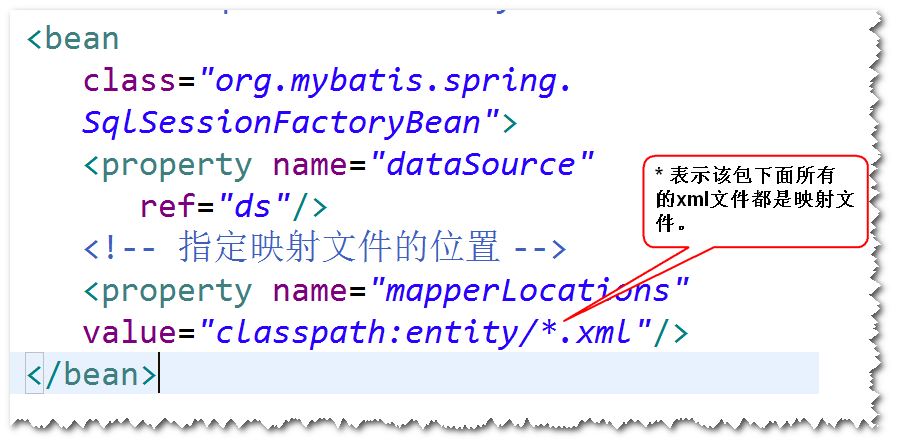 <bean
class="org.mybatis.spring.
SqlSessionFactoryBean">
<property name="dataSource"
ref="ds"/>
<!-- 指定映射文件的位置 -->
<property name="mapperLocations"
value="classpath:entity/*.xml"/>
</bean>
* 表示该包下面所有
的xml文件都是映射文
件。